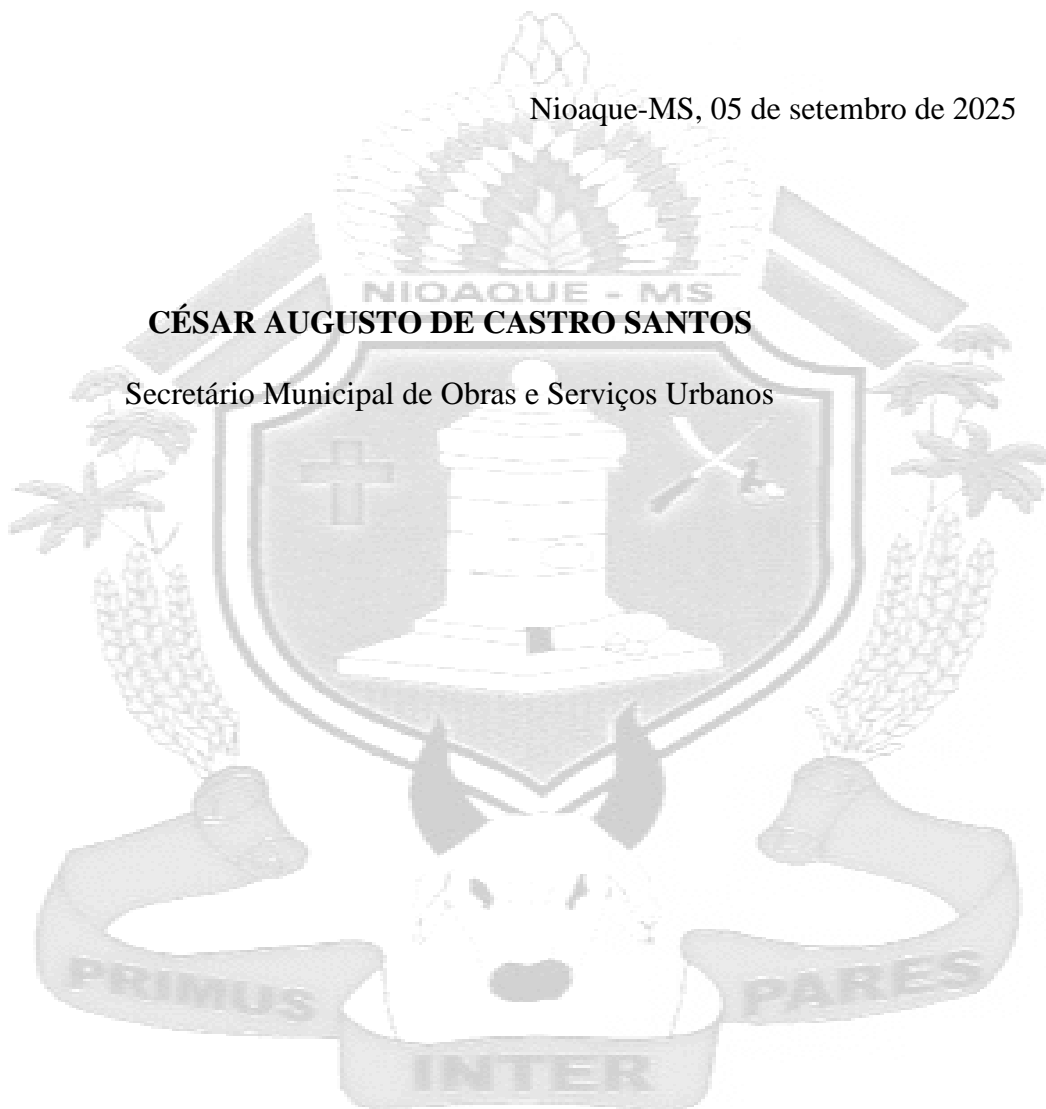 Nioaque-MS, 05 de setembro de 2025
NIOAQUE - MS
CÉSAR AUGUSTO DE CASTRO SANTOS
Secretário Municipal de Obras e Serviços Urbanos
PRIMUS
INTER
PARES